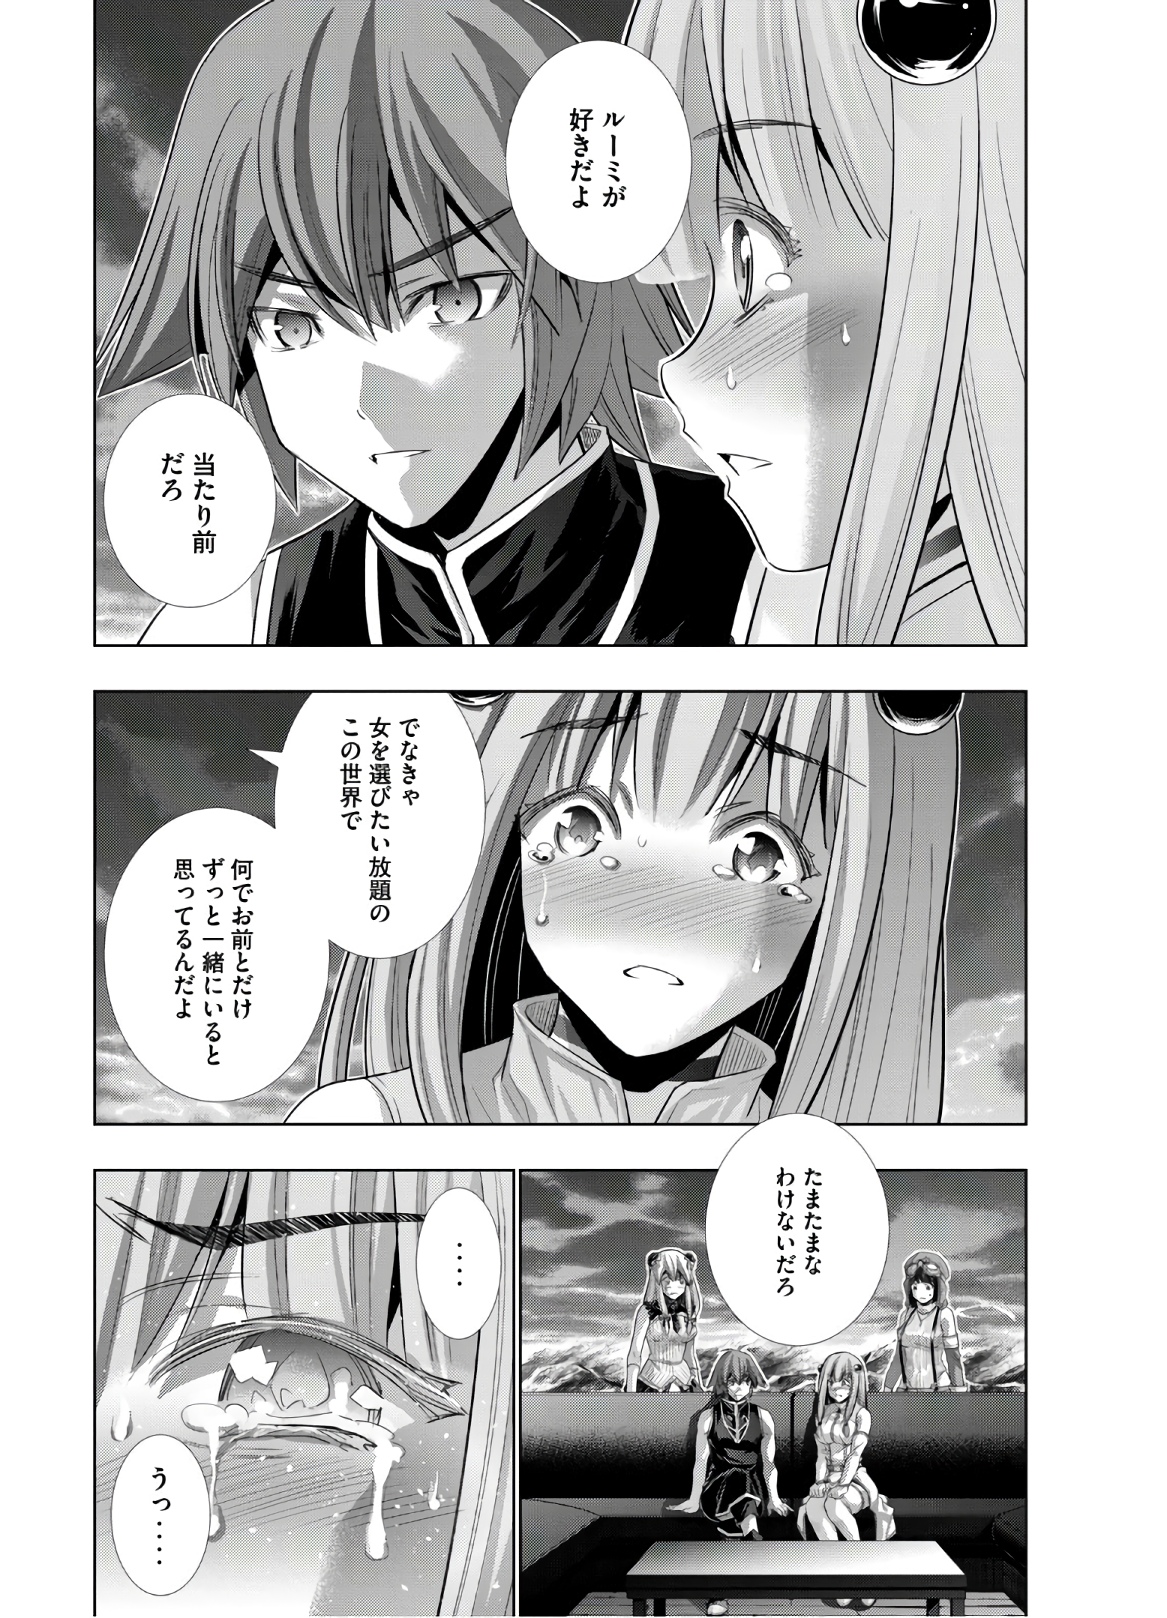 ルーミが
好きだよ
当たり前
だろ
でなきゃ
女を選びたい放題の
この世界で
何でお前とだけ
ずっと一緒にいると
思ってるんだよ
たまたまな
わけないだろ
‥‥
うっ‥‥